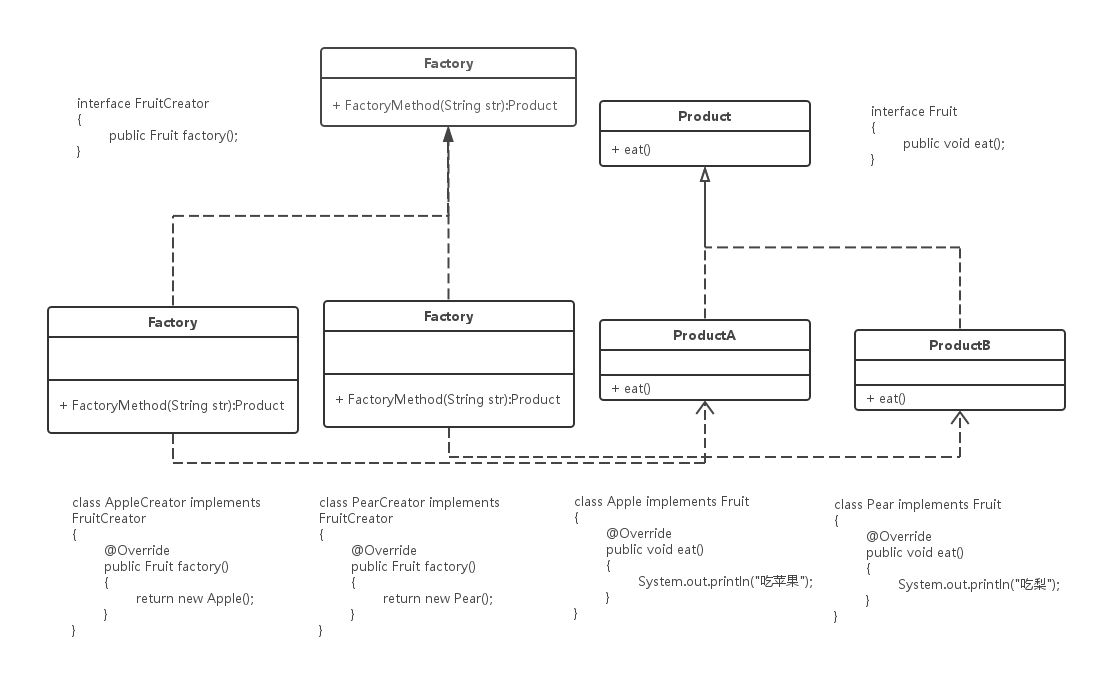 Factory
+ FactoryMethod(String str):Product
interface FruitCreator
{
public Fruit factory();
}
Product
+ eat()
interface Fruit
{
public void eat();
}
Factory
+ FactoryMethod(String str):Product
Factory
+ FactoryMethod(String str):Product
ProductA
+ eat()
ProductB
+ eat()
class AppleCreator implements
FruitCreator
{
@Override
public Fruit factory()
{
return new Apple();
}
}
class PearCreator implements
FruitCreator
{
@Override
public Fruit factory()
{
return new Pear();
}
}
class Apple implements Fruit
{
@Override
public void eat()
{
System.out.println("吃苹果");
}
}
class Pear implements Fruit
{
@Override
public void eat()
{
System.out.println("吃梨");
}
}